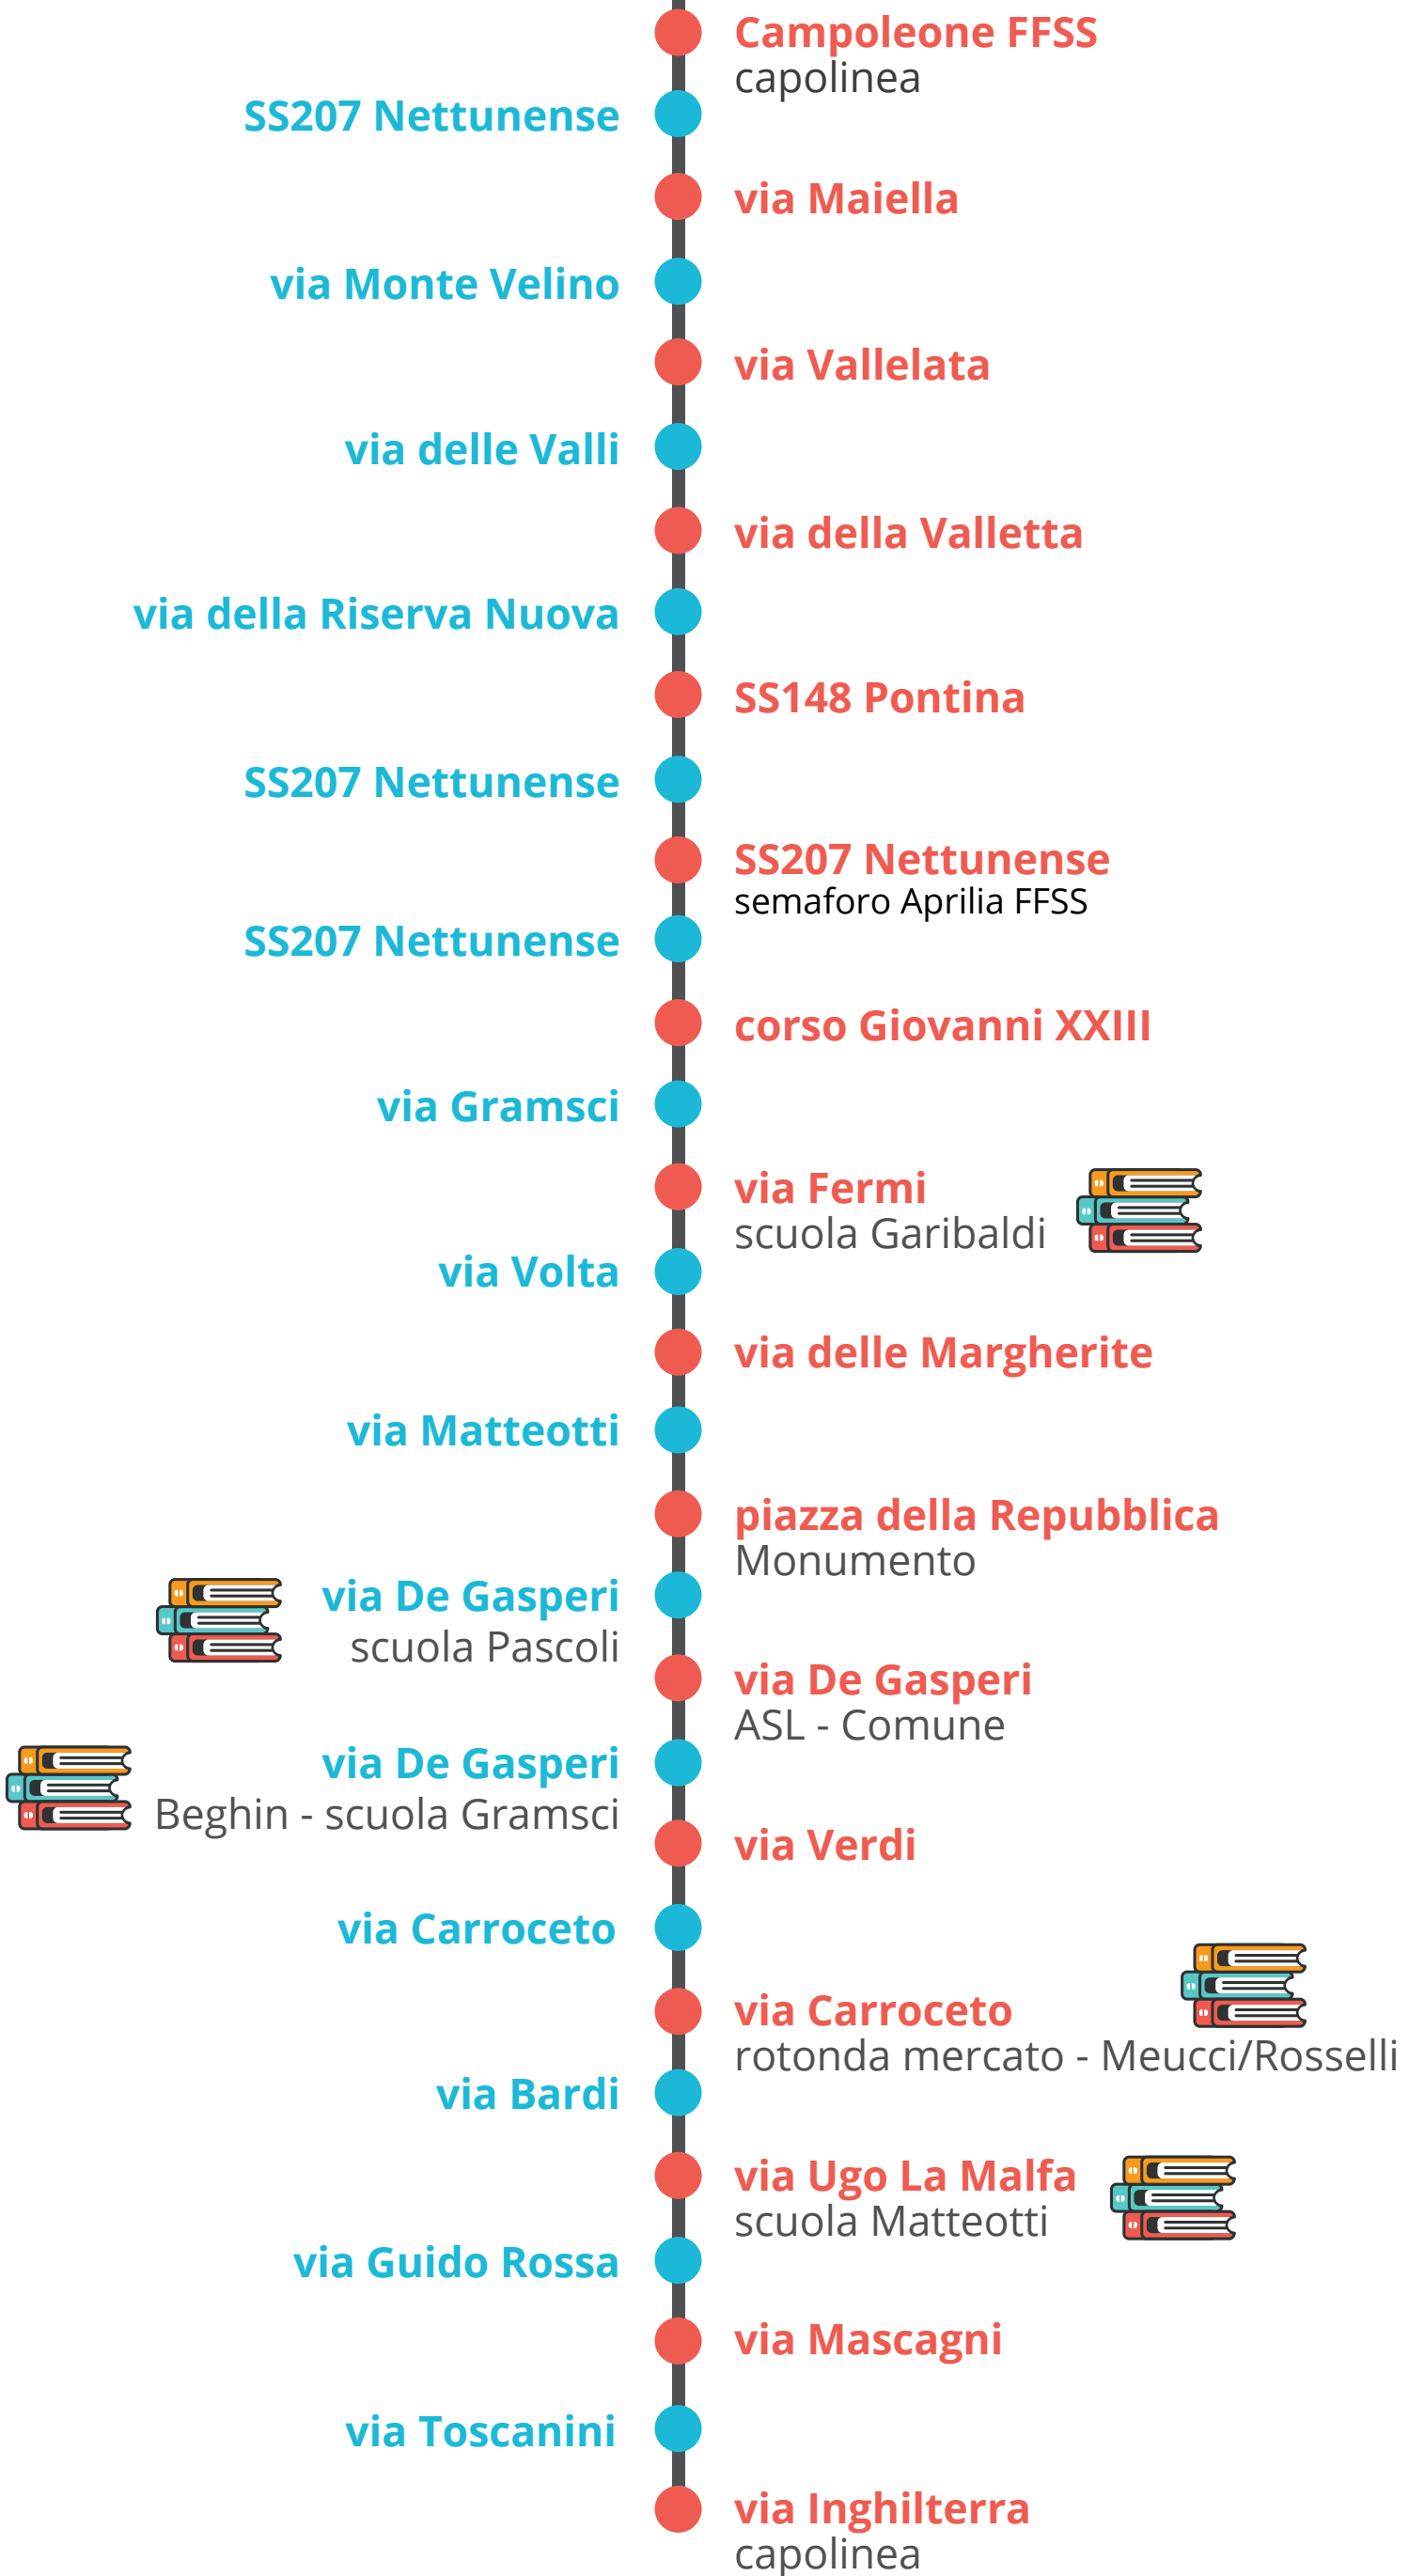 Campoleone FFSS
capolinea
SS207 Nettunense
via Maiella
via Monte Velino
via Vallelata
via delle Valli
via della Valletta
via della Riserva Nuova
SS148 Pontina
SS207 Nettunense
SS207 Nettunense
semaforo Aprilia FFSS
SS207 Nettunense
corso Giovanni XXIII
via Gramsci
via Fermi
scuola Garibaldi
via Volta
via delle Margherite
via Matteotti
piazza della Repubblica
Monumento
via De Gasperi
scuola Pascoli
via De Gasperi
ASL - Comune
via De Gasperi
Beghin - scuola Gramsci
via Verdi
via Carroceto
via Carroceto
rotonda mercato - Meucci/Rosselli
via Bardi
via Ugo La Malfa
scuola Matteotti
via Guido Rossa
via Mascagni
via Toscanini
via Inghilterra
capolinea